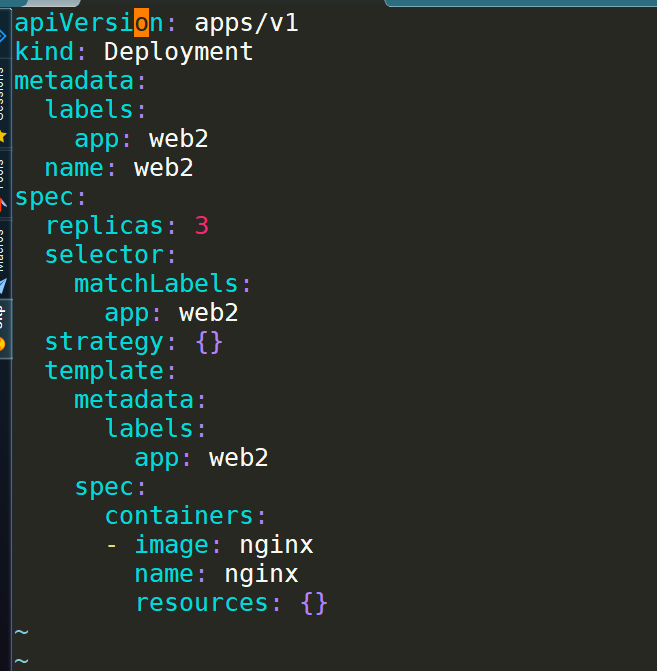 apiVersion: apps/v1
kind: Deployment
metadata:
  labels:
    app: web2
  name: web2
spec:
  replicas: 3
  selector:
    matchLabels:
      app: web2
  strategy: {}
  template:
    metadata:
      labels:
        app: web2
    spec:
      containers:
      - image: nginx
        name: nginx
        resources: {}
~
~